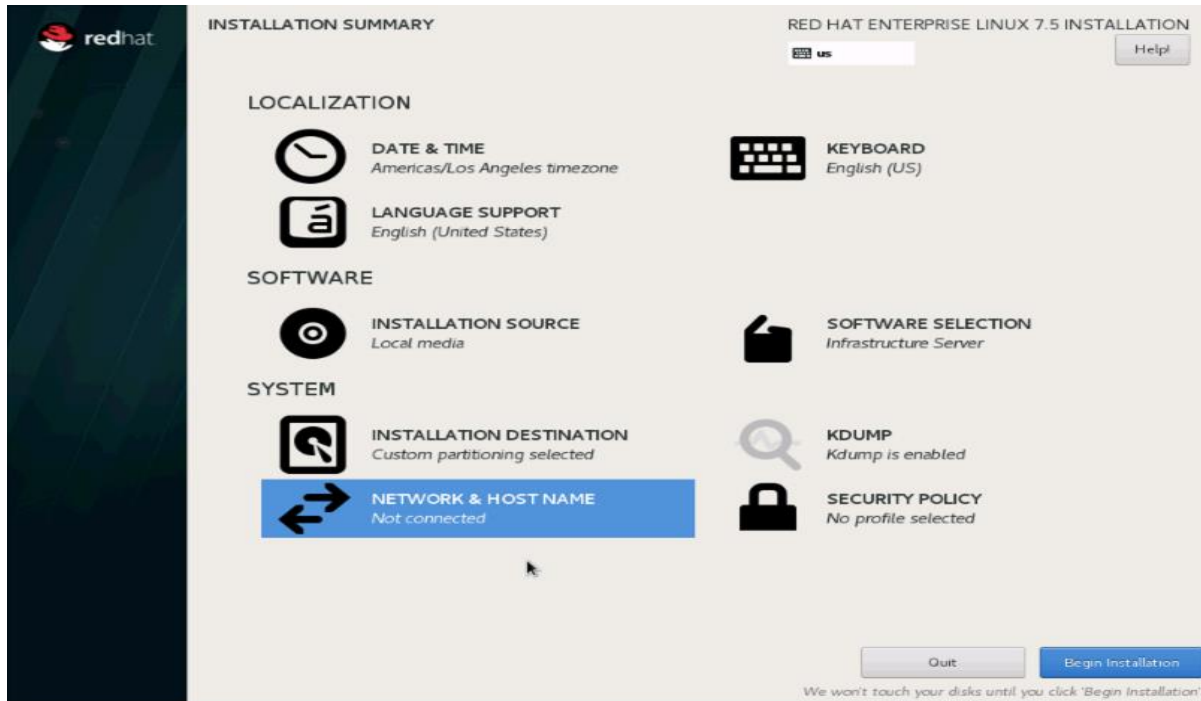 redhat
INSTALLATION SUMMARY
RED HAT ENTERPRISE LINUX 7.5 INSTALLATION
us
Help!
LOCALIZATION
DATE & TIME
Americas/Los Angeles timezone
KEYBOARD
English (US)
á
LANGUAGE SUPPORT
English (United States)
SOFTWARE
INSTALLATION SOURCE
Local media
SOFTWARE SELECTION
Infrastructure Server
SYSTEM
INSTALLATION DESTINATION
Custom partitioning selected
KDUMP
Kdump is enabled
NETWORK & HOST NAME
Not connected
SECURITY POLICY
No profile selected
Quit
Begin Installation
We won't touch your disks until you click 'Begin Installation'